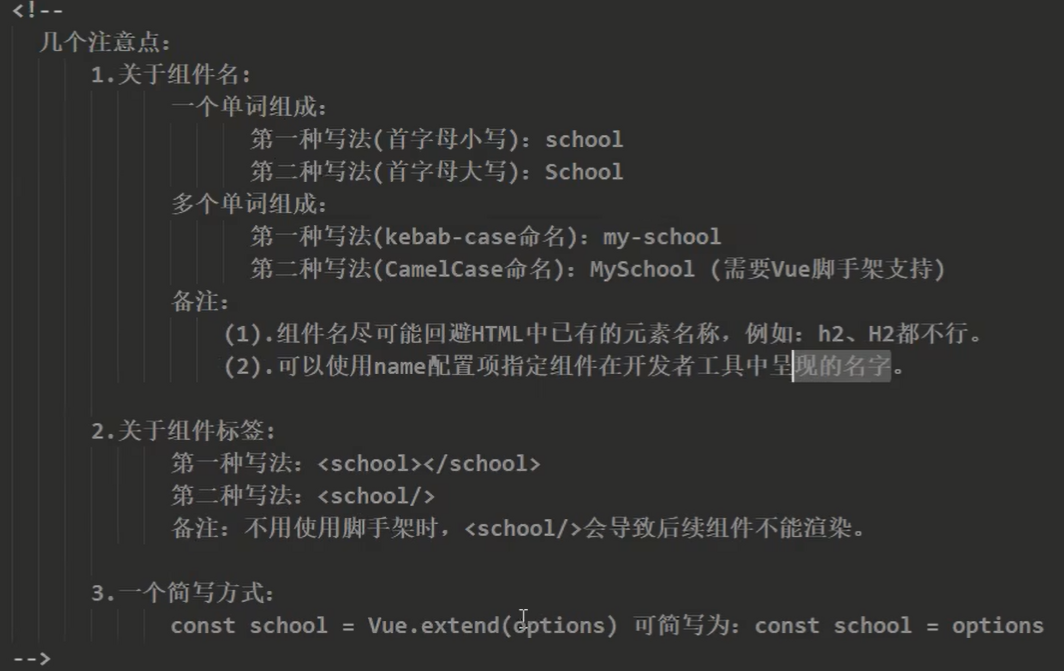 <!--
几个注意点：
1.关于组件名：
一个单词组成：
第一种写法(首字母小写)：school
第二种写法(首字母大写)：School
多个单词组成：
第一种写法(kebab-case命名)：my-school
第二种写法(CamelCase命名)：MySchool (需要Vue脚手架支持)
备注：
(1).组件名尽可能回避HTML中已有的元素名称，例如：h2、H2都不行。
(2).可以使用name配置项指定组件在开发者工具中呈现的名字。
2.关于组件标签：
第一种写法：<school></school>
第二种写法：<school/>
备注：不用使用脚手架时，<school/>会导致后续组件不能渲染。
3.一个简写方式：
const school = Vue.extend(options) 可简写为：const school = options
-->